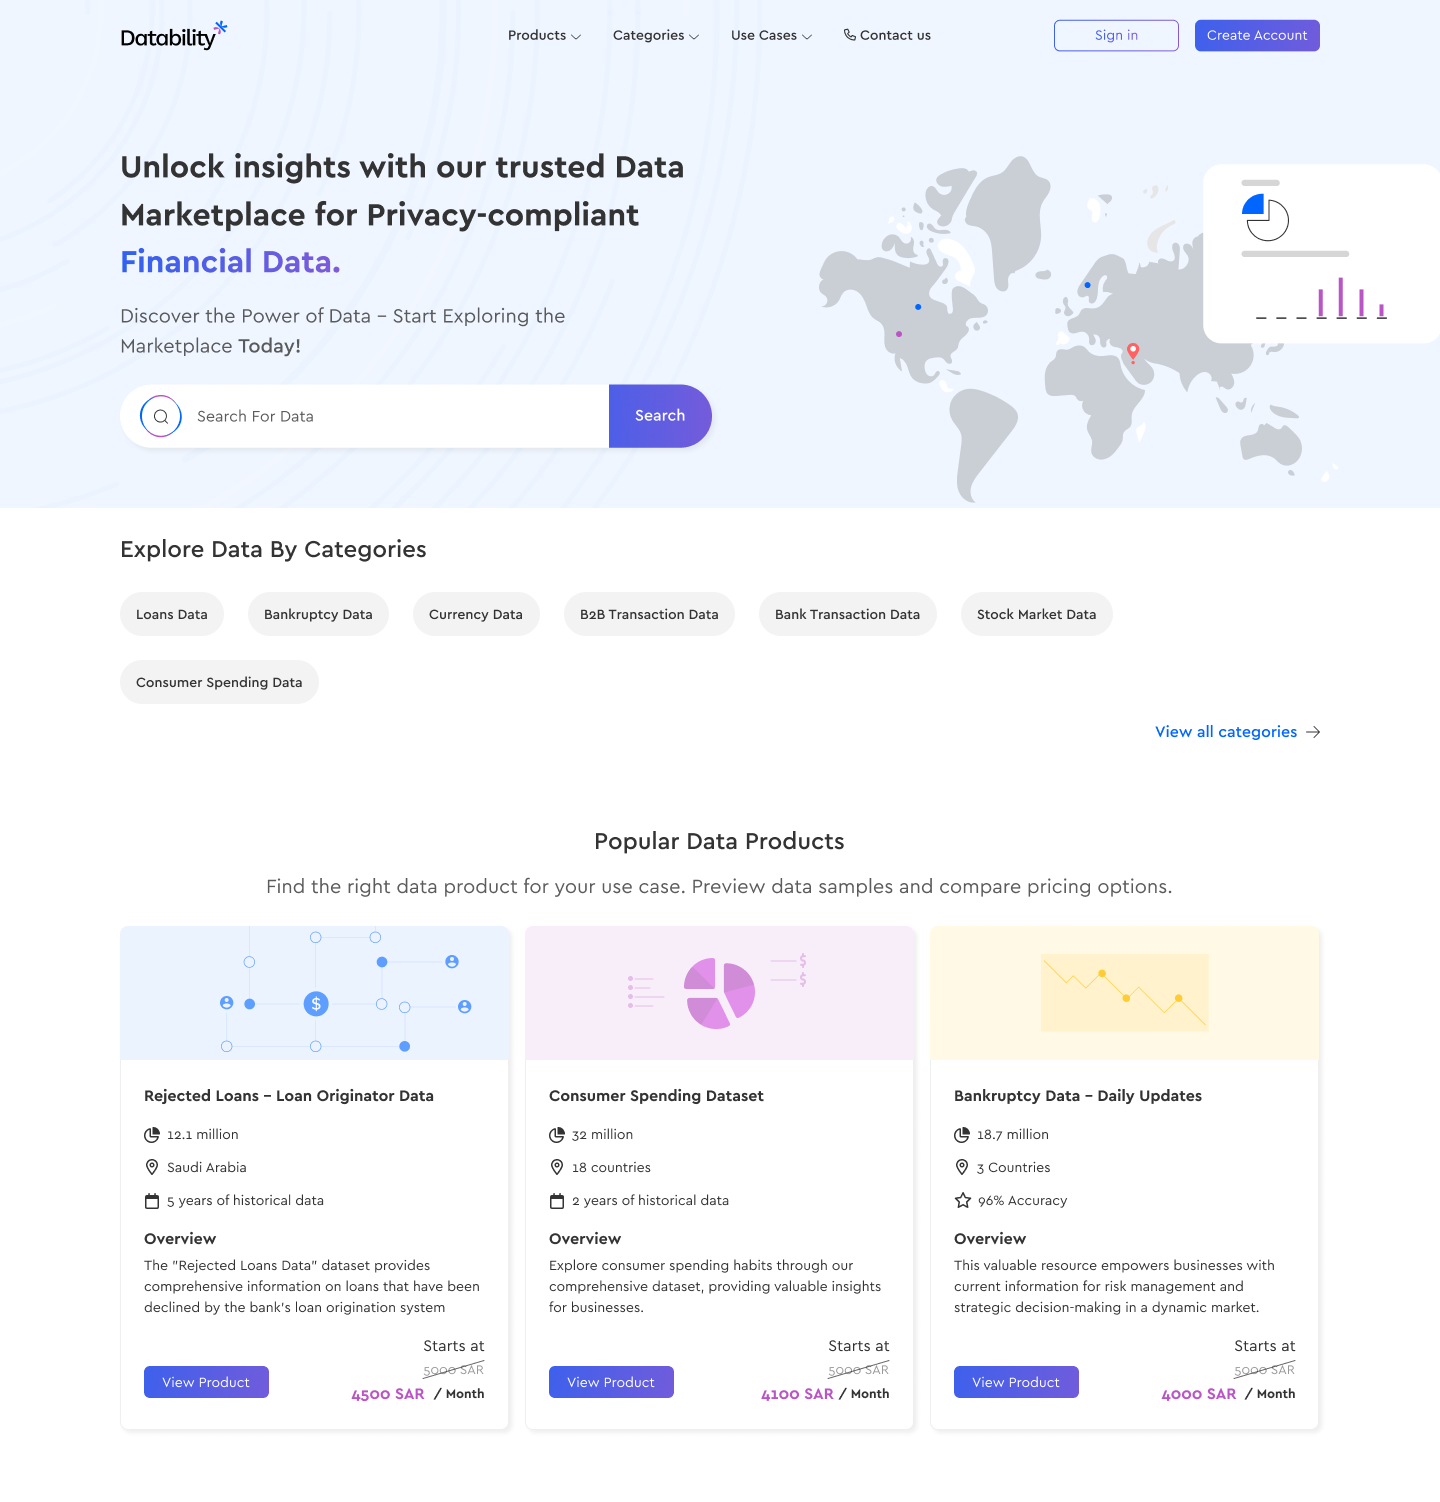 Datability
Products
Categories
Use Cases
Contact us
Sign in
Create Account
Unlock insights with our trusted Data
Marketplace for Privacy-compliant
Financial Data.
Discover the Power of Data – Start Exploring the
Marketplace Today!
Search For Data
Search
Explore Data By Categories
Loans Data
Bankruptcy Data
Currency Data
B2B Transaction Data
Bank Transaction Data
Stock Market Data
Consumer Spending Data
View all categories
Popular Data Products
Find the right data product for your use case. Preview data samples and compare pricing options.
$
Rejected Loans – Loan Originator Data
12.1 million
Saudi Arabia
5 years of historical data
Overview
The "Rejected Loans Data" dataset provides
comprehensive information on loans that have been
declined by the bank's loan origination system
Starts at
5000 SAR
View Product
4500 SAR / Month
$
$
Consumer Spending Dataset
32 million
18 countries
2 years of historical data
Overview
Explore consumer spending habits through our
comprehensive dataset, providing valuable insights
for businesses.
Starts at
5000 SAR
View Product
4100 SAR / Month
Bankruptcy Data – Daily Updates
18.7 million
3 Countries
96% Accuracy
Overview
This valuable resource empowers businesses with
current information for risk management and
strategic decision-making in a dynamic market.
Starts at
5000 SAR
View Product
4000 SAR / Month